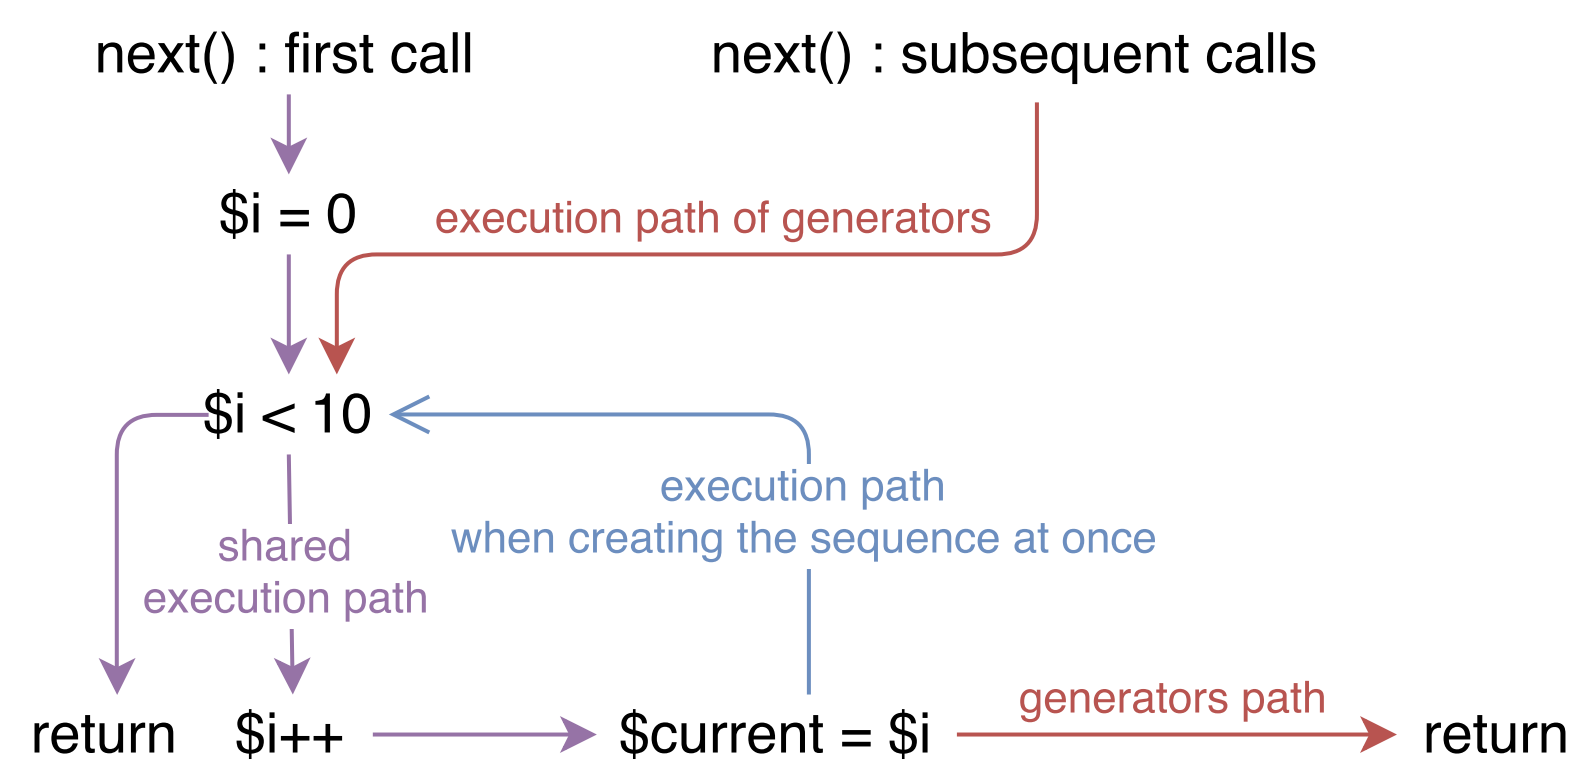 next() : first call
next() : subsequent calls
$i = 0
execution path of generators
$i < 10
execution path
when creating the sequence at once
shared
execution path
generators path
return
$i++
$current = $i
return